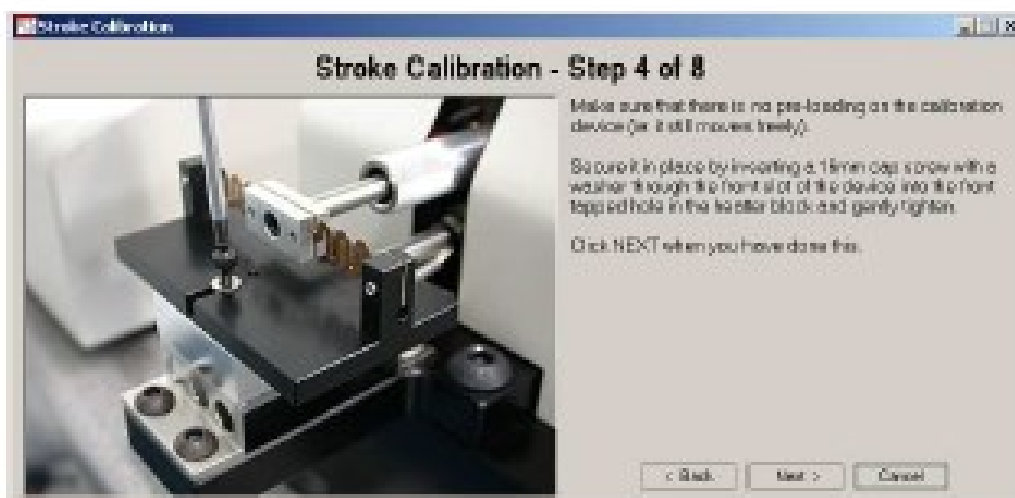 Stroke Calibration
Stroke Calibration - Step 4 of 8
Make sure that there is no pre-loading on the calibration
device (ie it still moves freely).
Secure it in place by inserting a 15mm cap screw with a
washer through the front slot of the device into the front
tapped hole in the heater block and gently tighten.
Click NEXT when you have done this.
< Back
Next >
Cancel